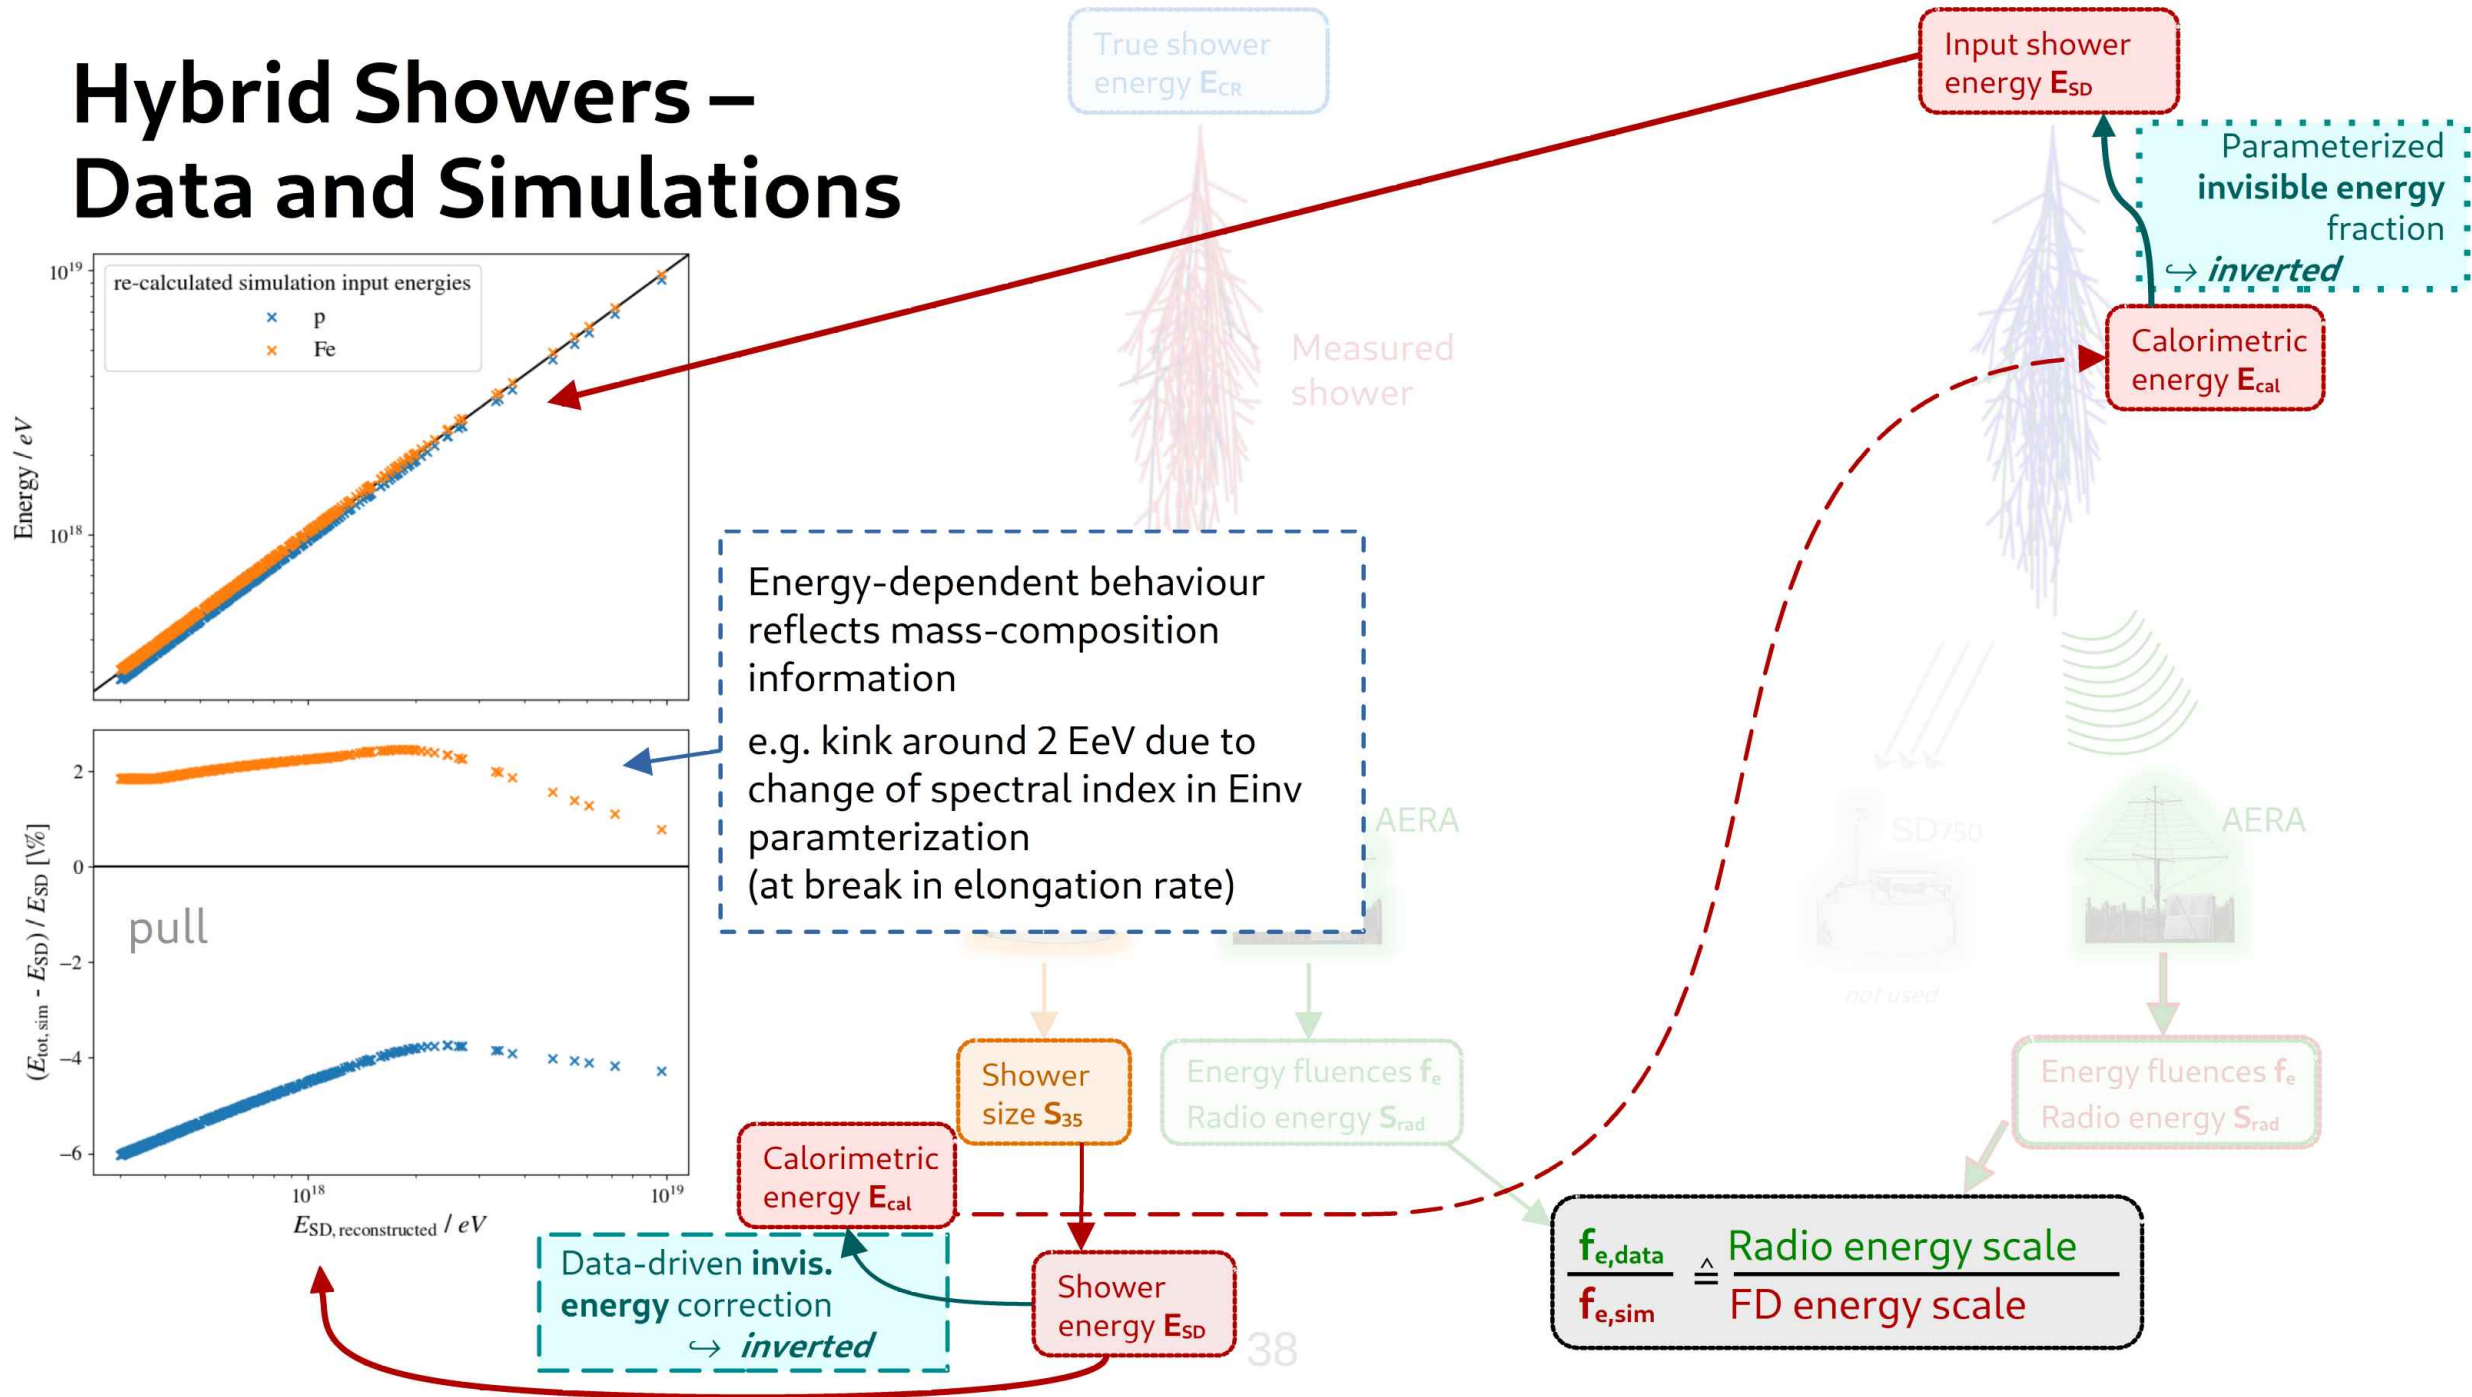 Hybrid Showers –
Data and Simulations
True shower
energy E_CR
Input shower
energy E_SD
Parameterized
invisible energy
fraction
↪ inverted
Calorimetric
energy E_cal
Measured
shower
re-calculated simulation input energies
p
Fe
10^19
10^18
Energy / eV
Energy-dependent behaviour
reflects mass-composition
information
e.g. kink around 2 EeV due to
change of spectral index in Einv
paramterization
(at break in elongation rate)
2
0
−2
−4
−6
(E_tot, sim - E_SD) / E_SD [\%]
pull
10^18
10^19
E_SD, reconstructed / eV
AERA
SD750
AERA
not used
Shower
size S_35
Energy fluences f_e
Radio energy S_rad
Energy fluences f_e
Radio energy S_rad
Calorimetric
energy E_cal
Data-driven invis.
energy correction
↪ inverted
Shower
energy E_SD
f_e,data
f_e,sim
≙
Radio energy scale
FD energy scale
38